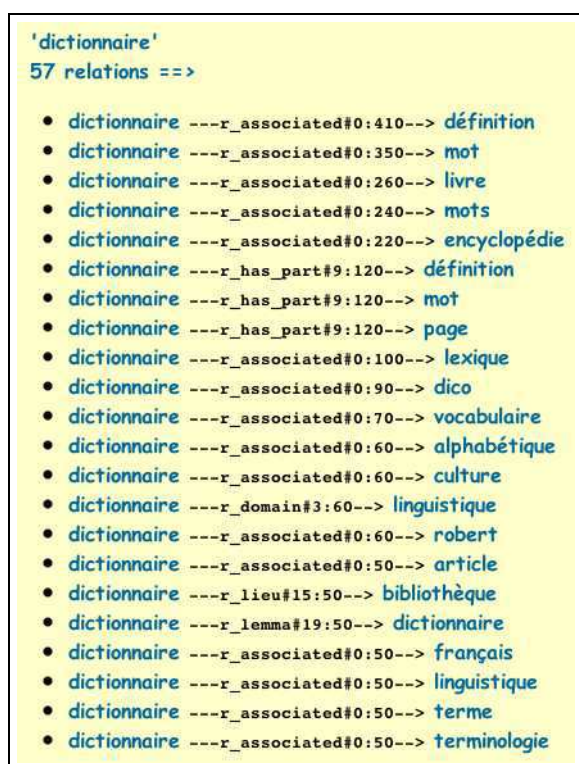 'dictionnaire'
57 relations ==>
• dictionnaire ---r_associated#0:410--> définition
• dictionnaire ---r_associated#0:350--> mot
• dictionnaire ---r_associated#0:260--> livre
• dictionnaire ---r_associated#0:240--> mots
• dictionnaire ---r_associated#0:220--> encyclopédie
• dictionnaire ---r_has_part#9:120--> définition
• dictionnaire ---r_has_part#9:120--> mot
• dictionnaire ---r_has_part#9:120--> page
• dictionnaire ---r_associated#0:100--> lexique
• dictionnaire ---r_associated#0:90--> dico
• dictionnaire ---r_associated#0:70--> vocabulaire
• dictionnaire ---r_associated#0:60--> alphabétique
• dictionnaire ---r_associated#0:60--> culture
• dictionnaire ---r_domain#3:60--> linguistique
• dictionnaire ---r_associated#0:60--> robert
• dictionnaire ---r_associated#0:50--> article
• dictionnaire ---r_lieu#15:50--> bibliothèque
• dictionnaire ---r_lemma#19:50--> dictionnaire
• dictionnaire ---r_associated#0:50--> français
• dictionnaire ---r_associated#0:50--> linguistique
• dictionnaire ---r_associated#0:50--> terme
• dictionnaire ---r_associated#0:50--> terminologie